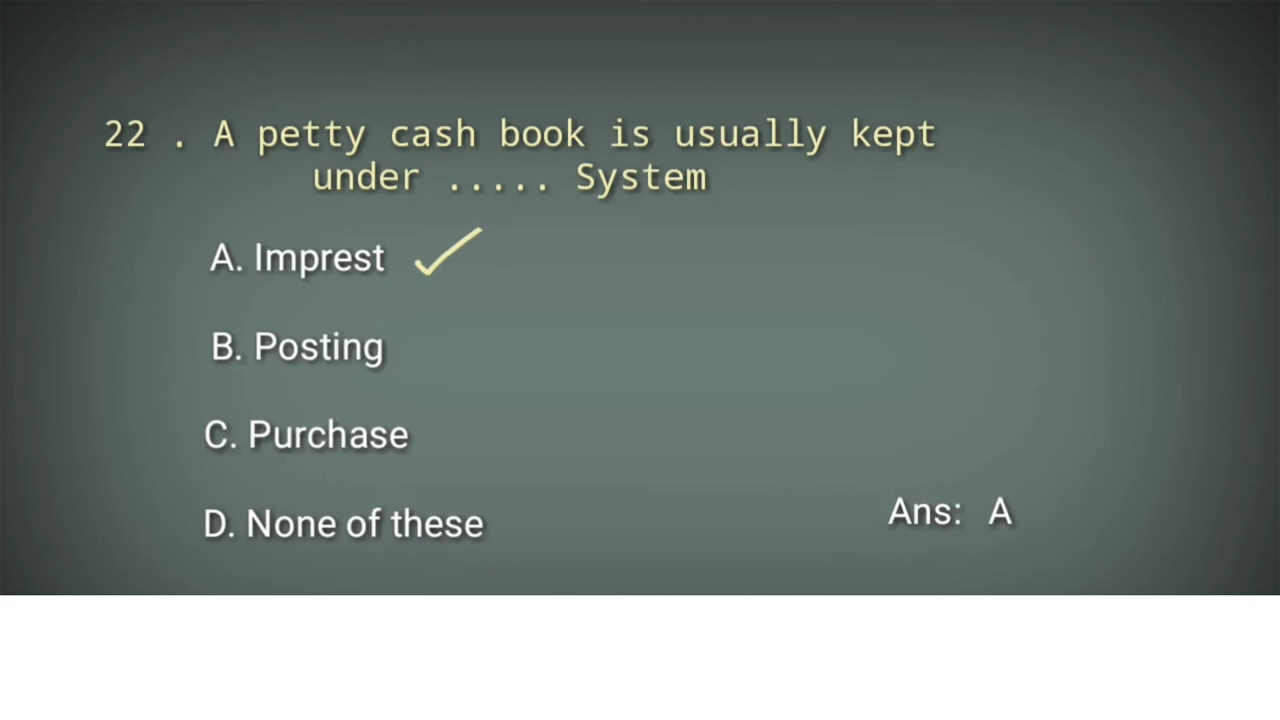 22 . A petty cash book is usually kept
under ..... System
A. Imprest
B. Posting
C. Purchase
D. None of these
Ans: A